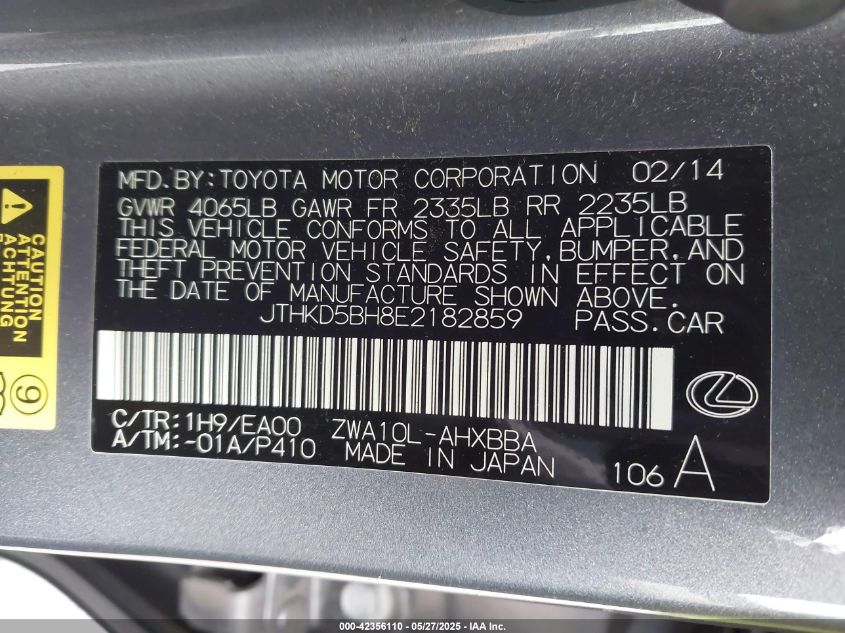 MFD.BY:TOYOTA MOTOR CORPORATION 02/14
GVWR 4065LB GAWR FR 2335LB RR 2235LB
THIS VEHICLE CONFORMS TO ALL APPLICABLE
FEDERAL MOTOR VEHICLE SAFETY,BUMPER,AND
THEFT PREVENTION STANDARDS IN EFFECT ON
THE DATE OF MANUFACTURE SHOWN ABOVE.
JTHKD5BH8E2182859 PASS.CAR
C/TR:1H9/EA00 ZWA10L-AHXBBA
A/TM:-01A/P410 MADE IN JAPAN
106 A
CAUTION
ATTENTION
ACHTUNG
9
000-42356110 - 05/27/2025 - IAA Inc.